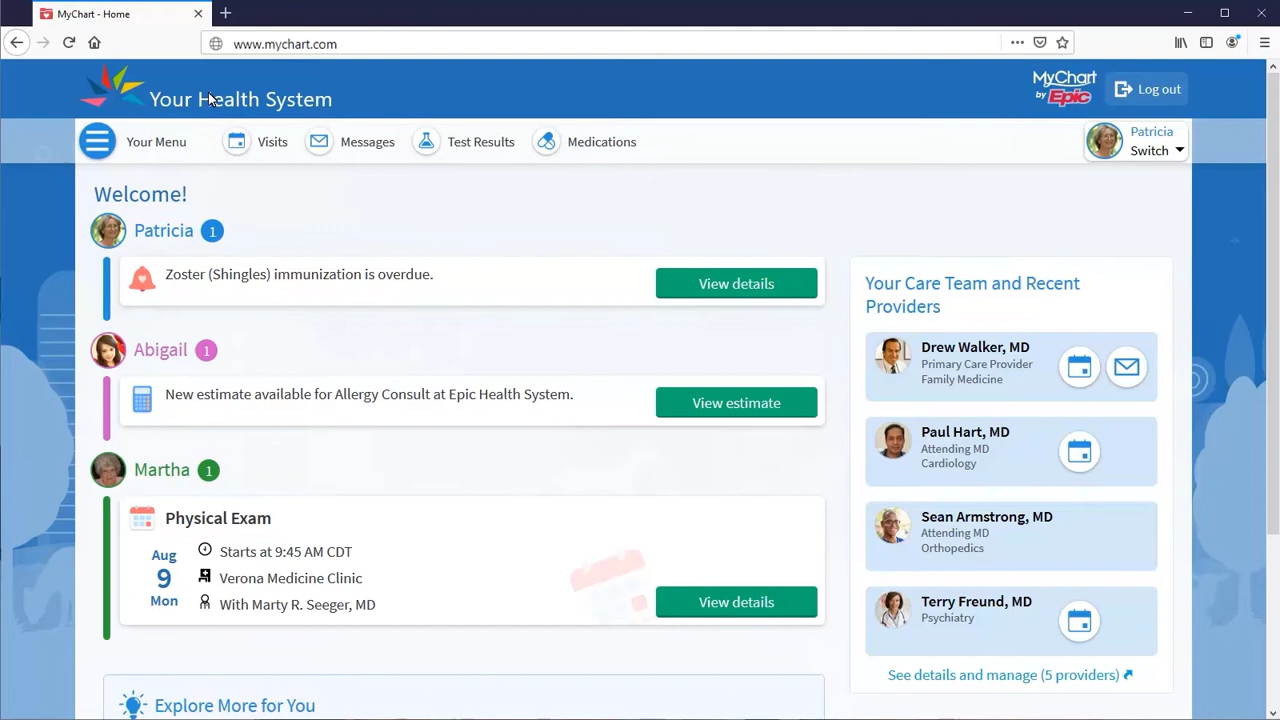 MyChart - Home
www.mychart.com
Your Health System
MyChart
by Epic
Log out
Your Menu
Visits
Messages
Test Results
Medications
Patricia
Switch
Welcome!
Patricia 1
Zoster (Shingles) immunization is overdue.
View details
Abigail 1
New estimate available for Allergy Consult at Epic Health System.
View estimate
Martha 1
Physical Exam
Aug
9
Mon
Starts at 9:45 AM CDT
Verona Medicine Clinic
With Marty R. Seeger, MD
View details
Explore More for You
Your Care Team and Recent
Providers
Drew Walker, MD
Primary Care Provider
Family Medicine
Paul Hart, MD
Attending MD
Cardiology
Sean Armstrong, MD
Attending MD
Orthopedics
Terry Freund, MD
Psychiatry
See details and manage (5 providers)